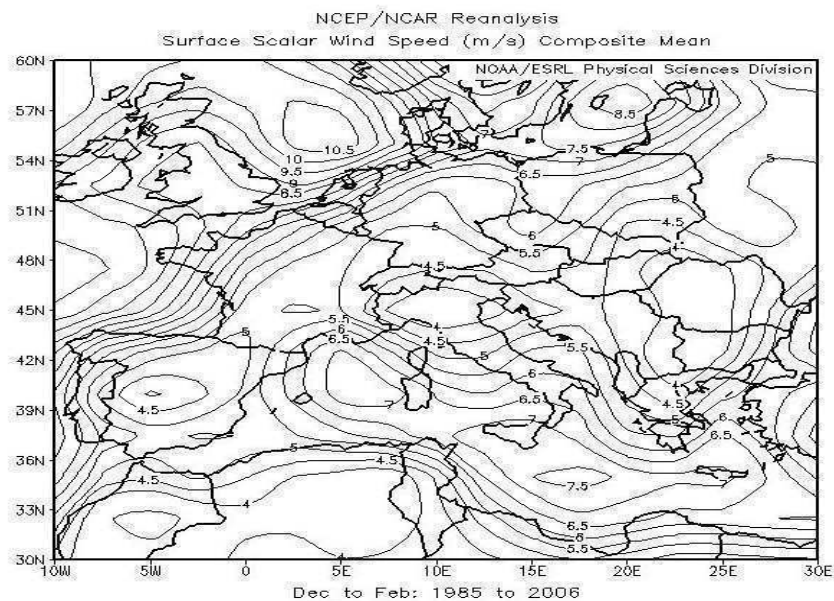 NCEP/NCAR Reanalysis
Surface Scalar Wind Speed (m/s) Composite Mean
NOAA/ESRL Physical Sciences Division
60N
57N
8.5
10.5
7.5
54N
10
7
5
9.5
6.5
9
8.5
51N
5
5
4.5
6
5.5
4
48N
4.5
45N
5.5
5
6
4
6.5
4.5
5.5
42N
5
6
4
39N
4.5
7
6.5
4.5
5
6
7
6.5
36N
5
4.5
4.5
7.5
7
33N
4
6.5
6
5.5
30N
4
10W
5W
0
5E
10E
15E
20E
25E
30E
Dec to Feb: 1985 to 2006